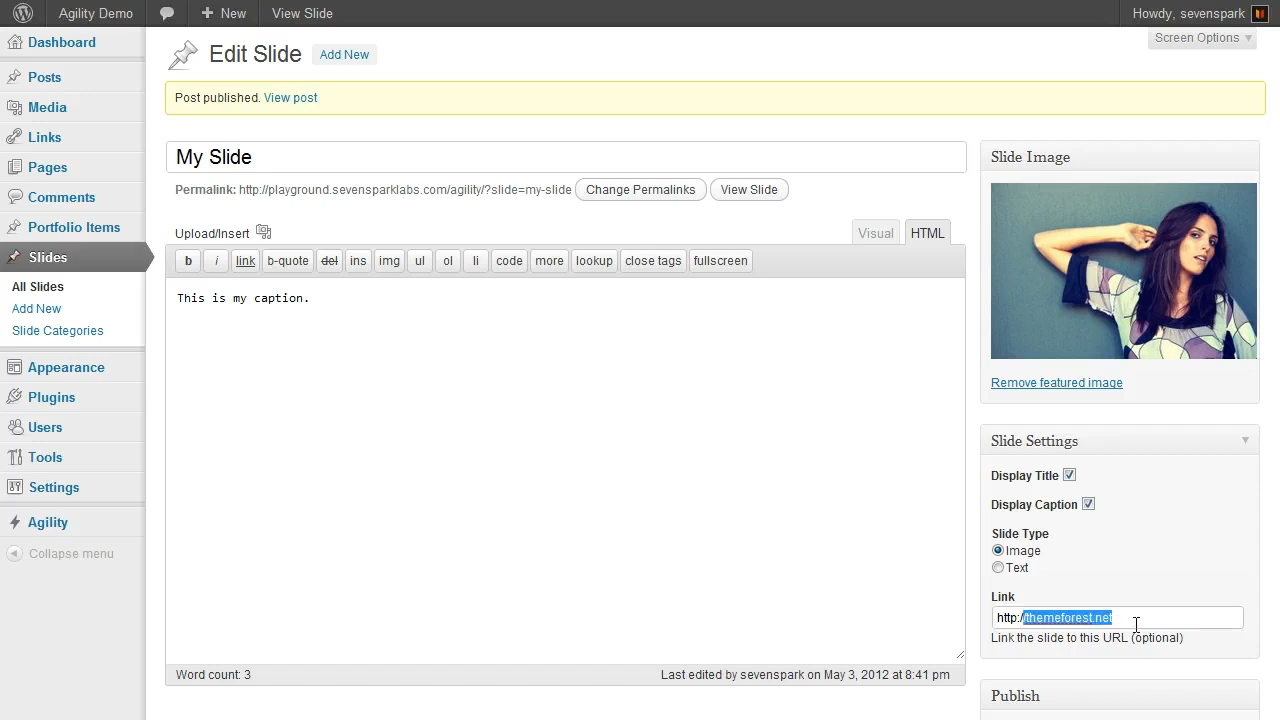 Agility Demo
New
View Slide
Howdy, sevenspark
Screen Options
Dashboard
Posts
Media
Links
Pages
Comments
Portfolio Items
Slides
All Slides
Add New
Slide Categories
Appearance
Plugins
Users
Tools
Settings
Agility
Collapse menu
Edit Slide Add New
Post published. View post
My Slide
Permalink: http://playground.sevensparklabs.com/agility/?slide=my-slide Change Permalinks View Slide
Upload/Insert
Visual HTML
b i link b-quote del ins img ul ol li code more lookup close tags fullscreen
This is my caption.
Word count: 3
Last edited by sevenspark on May 3, 2012 at 8:41 pm
Slide Image
Remove featured image
Slide Settings
Display Title
Display Caption
Slide Type
Image
Text
Link
http://themeforest.net
Link the slide to this URL (optional)
Publish